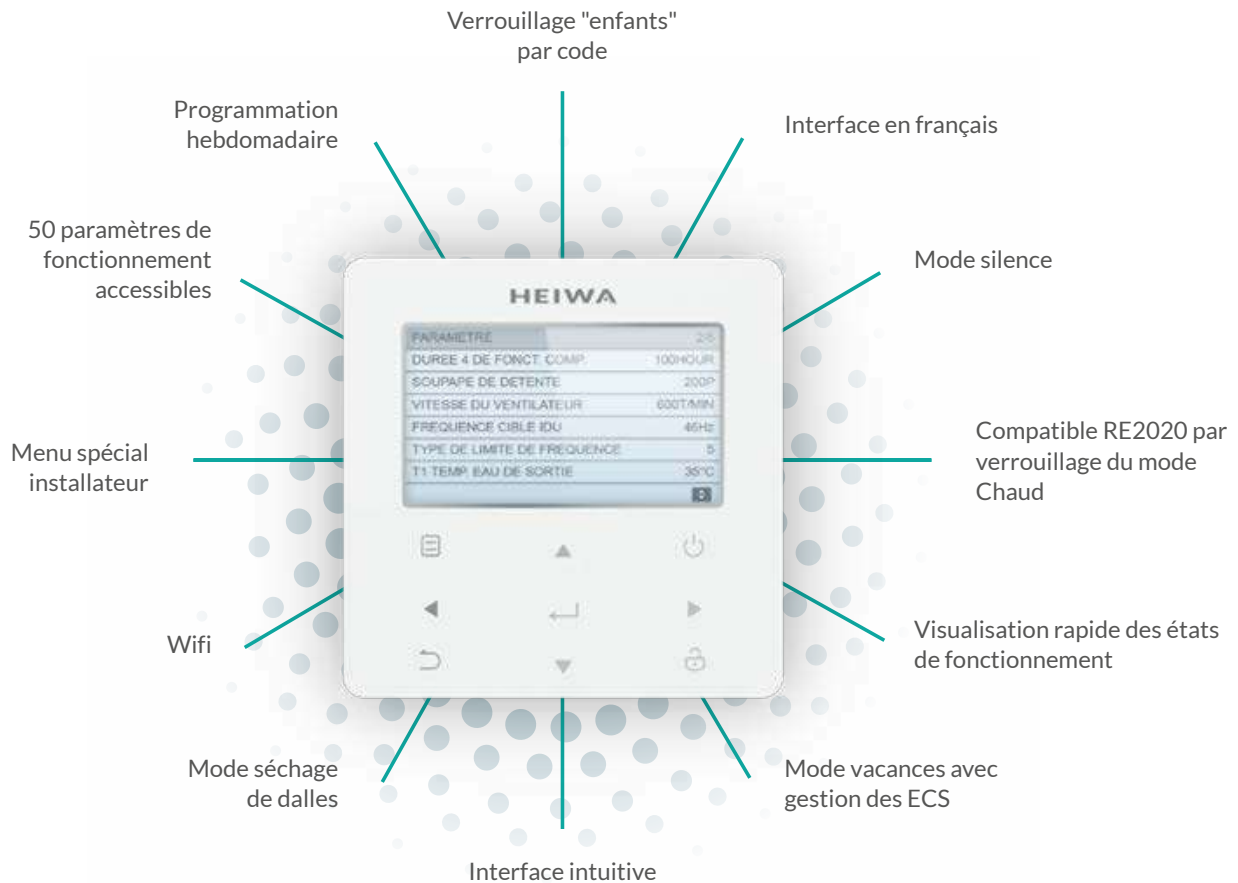 Verrouillage "enfants"
par code
Programmation
hebdomadaire
Interface en français
50 paramètres de
fonctionnement
accessibles
Mode silence
HEIWA
PARAMETRE 2/5
DUREE 4 DE FONCT. COMP. 100HOUR
SOUPAPE DE DETENTE 200P
VITESSE DU VENTILATEUR 600T/MIN
FREQUENCE CIBLE IDU 46Hz
TYPE DE LIMITE DE FREQUENCE 5
T1 TEMP. EAU DE SORTIE 35°C
Menu spécial
installateur
Compatible RE2020 par
verrouillage du mode
Chaud
Wifi
Visualisation rapide des états
de fonctionnement
Mode séchage
de dalles
Mode vacances avec
gestion des ECS
Interface intuitive